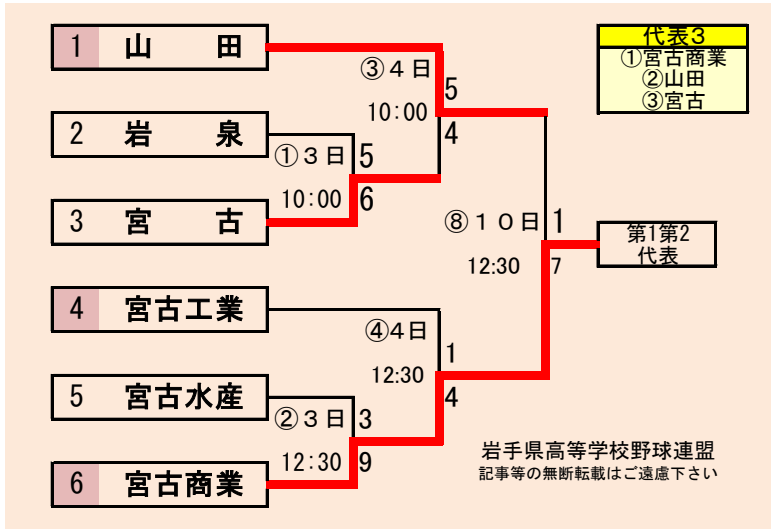 1 山 田
③4日
10:00
5
4
代表3
①宮古商業
②山田
③宮古
2 岩 泉
①3日
10:00
5
6
3 宮 古
⑧10日
12:30
1
7
第1第2
代表
4 宮古工業
④4日
12:30
1
4
5 宮古水産
②3日
12:30
3
9
6 宮古商業
岩手県高等学校野球連盟
記事等の無断転載はご遠慮下さい